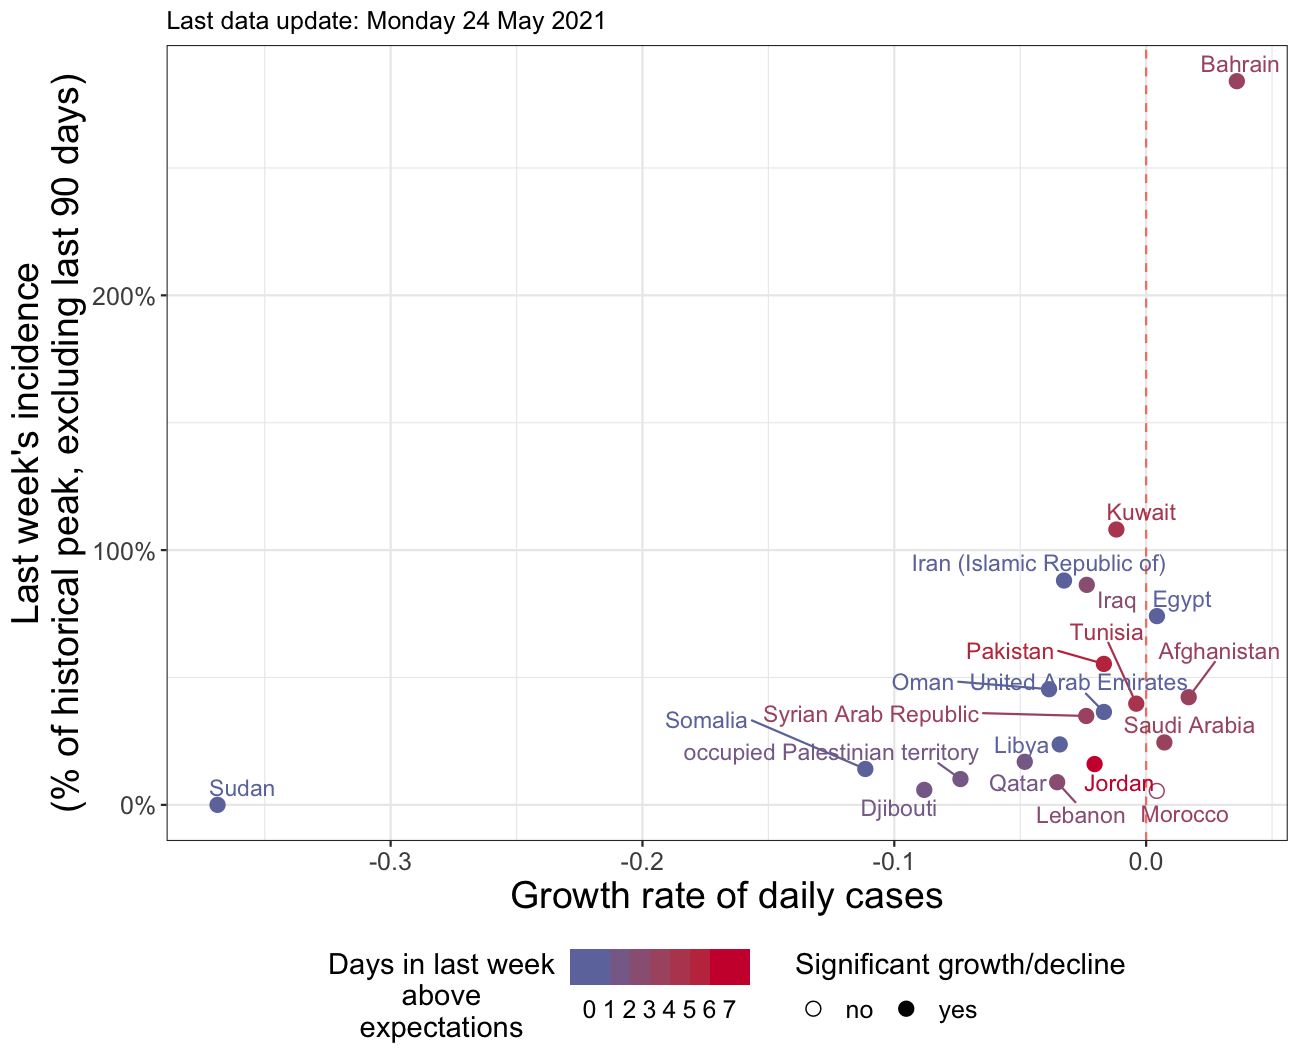 Last data update: Monday 24 May 2021
Last week's incidence
(% of historical peak, excluding last 90 days)
200%
100%
0%
Bahrain
Kuwait
Iran (Islamic Republic of)
Iraq
Egypt
Tunisia
Pakistan
Afghanistan
Oman
United Arab Emirates
Syrian Arab Republic
Somalia
Saudi Arabia
Libya
occupied Palestinian territory
Qatar
Jordan
Sudan
Djibouti
Lebanon
Morocco
-0.3
-0.2
-0.1
0.0
Growth rate of daily cases
Days in last week
above
expectations
0 1 2 3 4 5 6 7
Significant growth/decline
no
yes